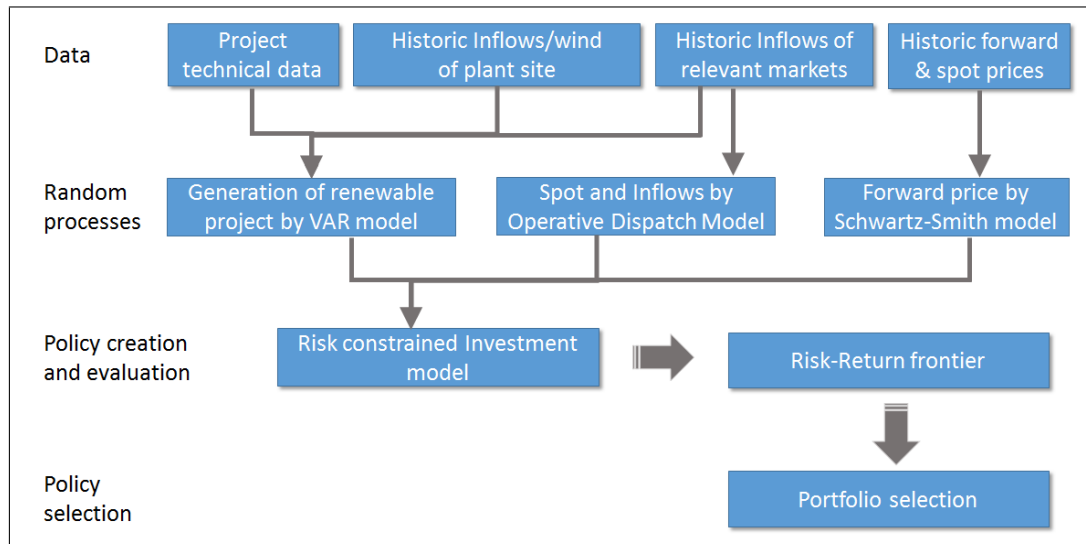 Data
Project
technical data
Historic Inflows/wind
of plant site
Historic Inflows of
relevant markets
Historic forward
& spot prices
Random
processes
Generation of renewable
project by VAR model
Spot and Inflows by
Operative Dispatch Model
Forward price by
Schwartz-Smith model
Policy creation
and evaluation
Risk constrained Investment
model
Risk-Return frontier
Policy
selection
Portfolio selection